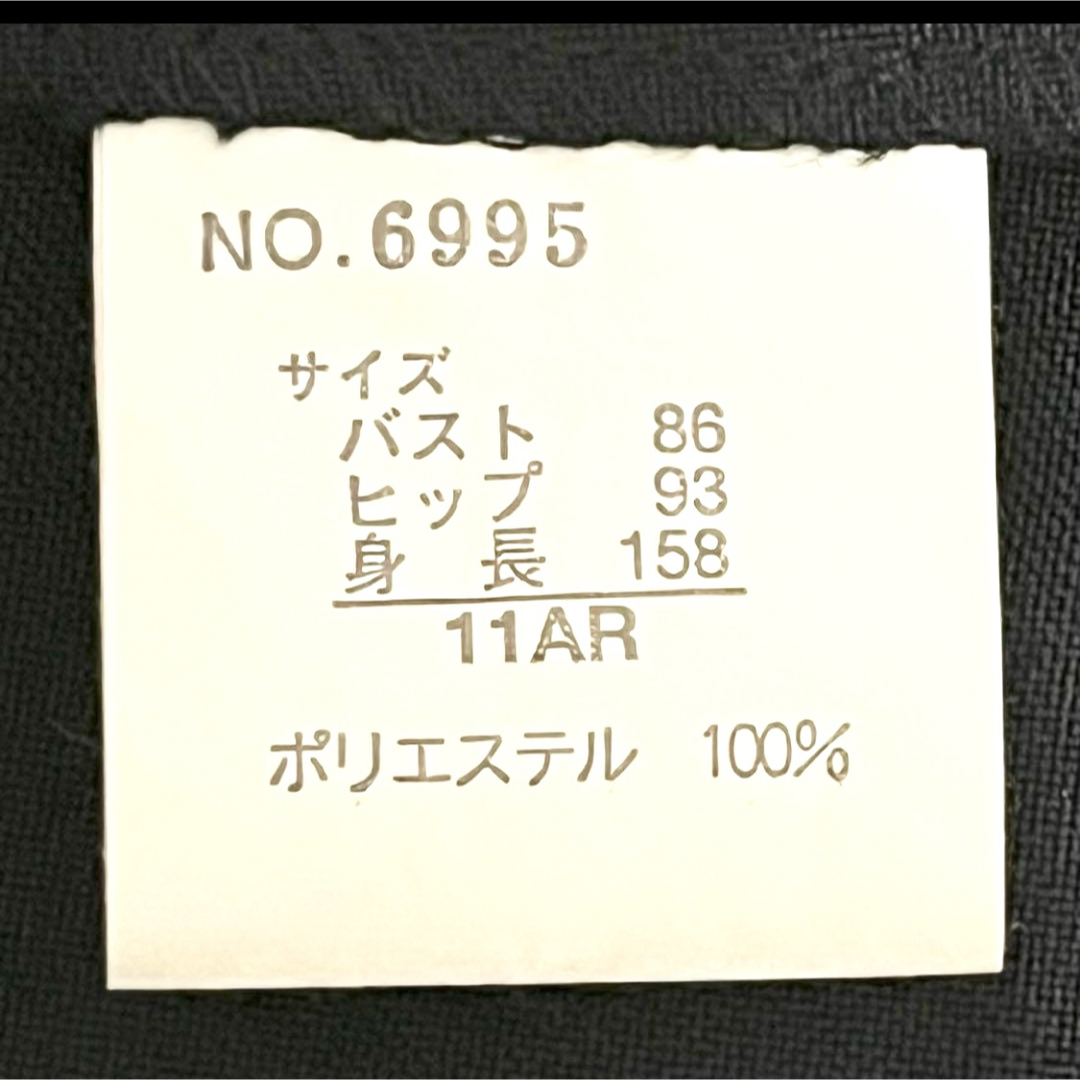 NO.6995
サイズ
バスト 86
ヒップ 93
身長 158
11AR
ポリエステル 100%